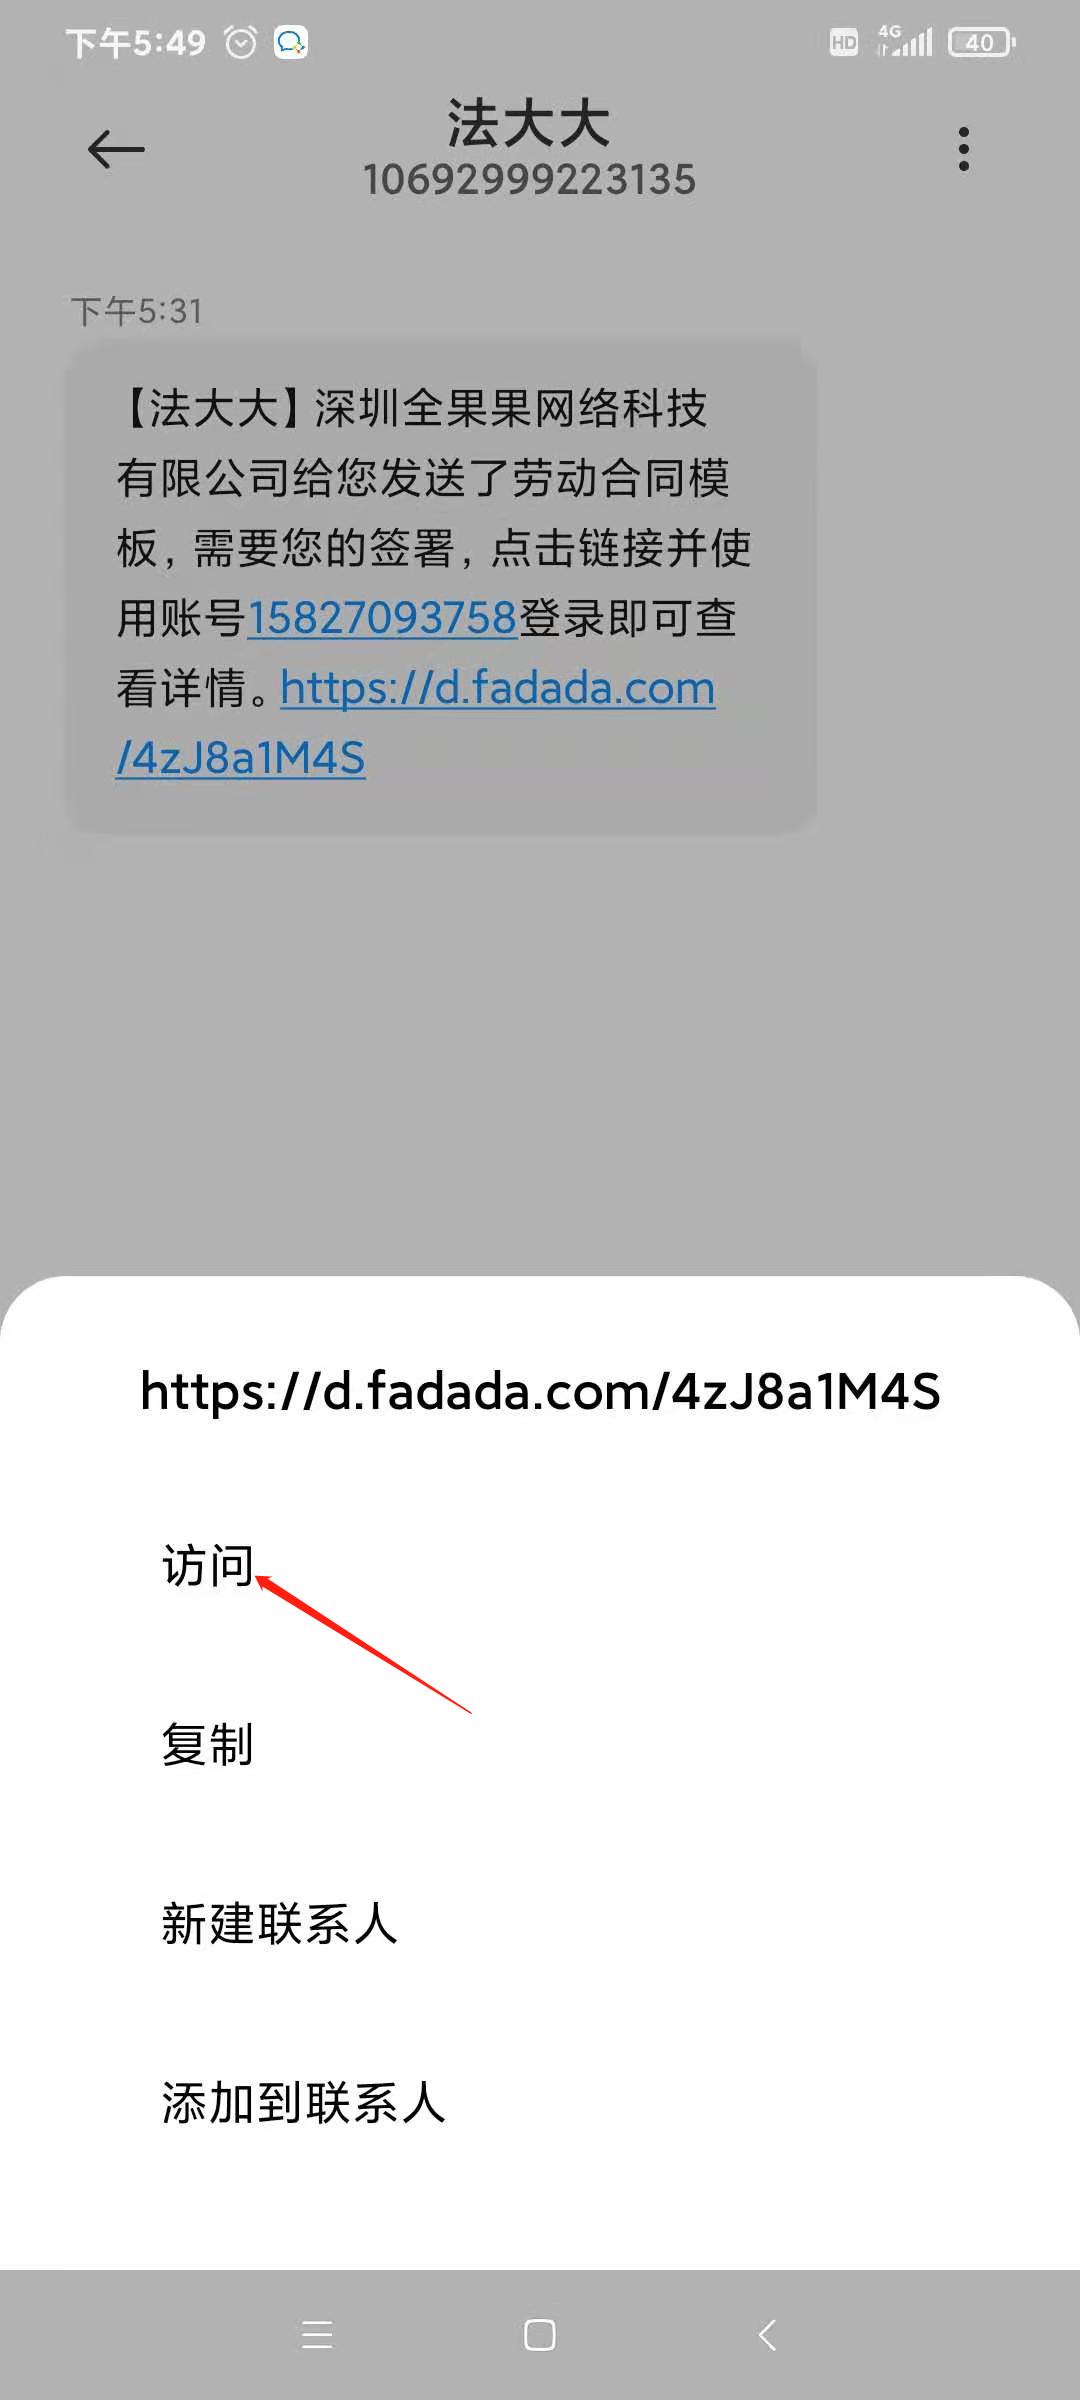 下午5:49
HD 4G 40
法大大
10692999223135
下午5:31
【法大大】深圳全果果网络科技
有限公司给您发送了劳动合同模
板，需要您的签署，点击链接并使
用账号15827093758登录即可查
看详情。https://d.fadada.com
/4zJ8a1M4S
https://d.fadada.com/4zJ8a1M4S
访问
复制
新建联系人
添加到联系人